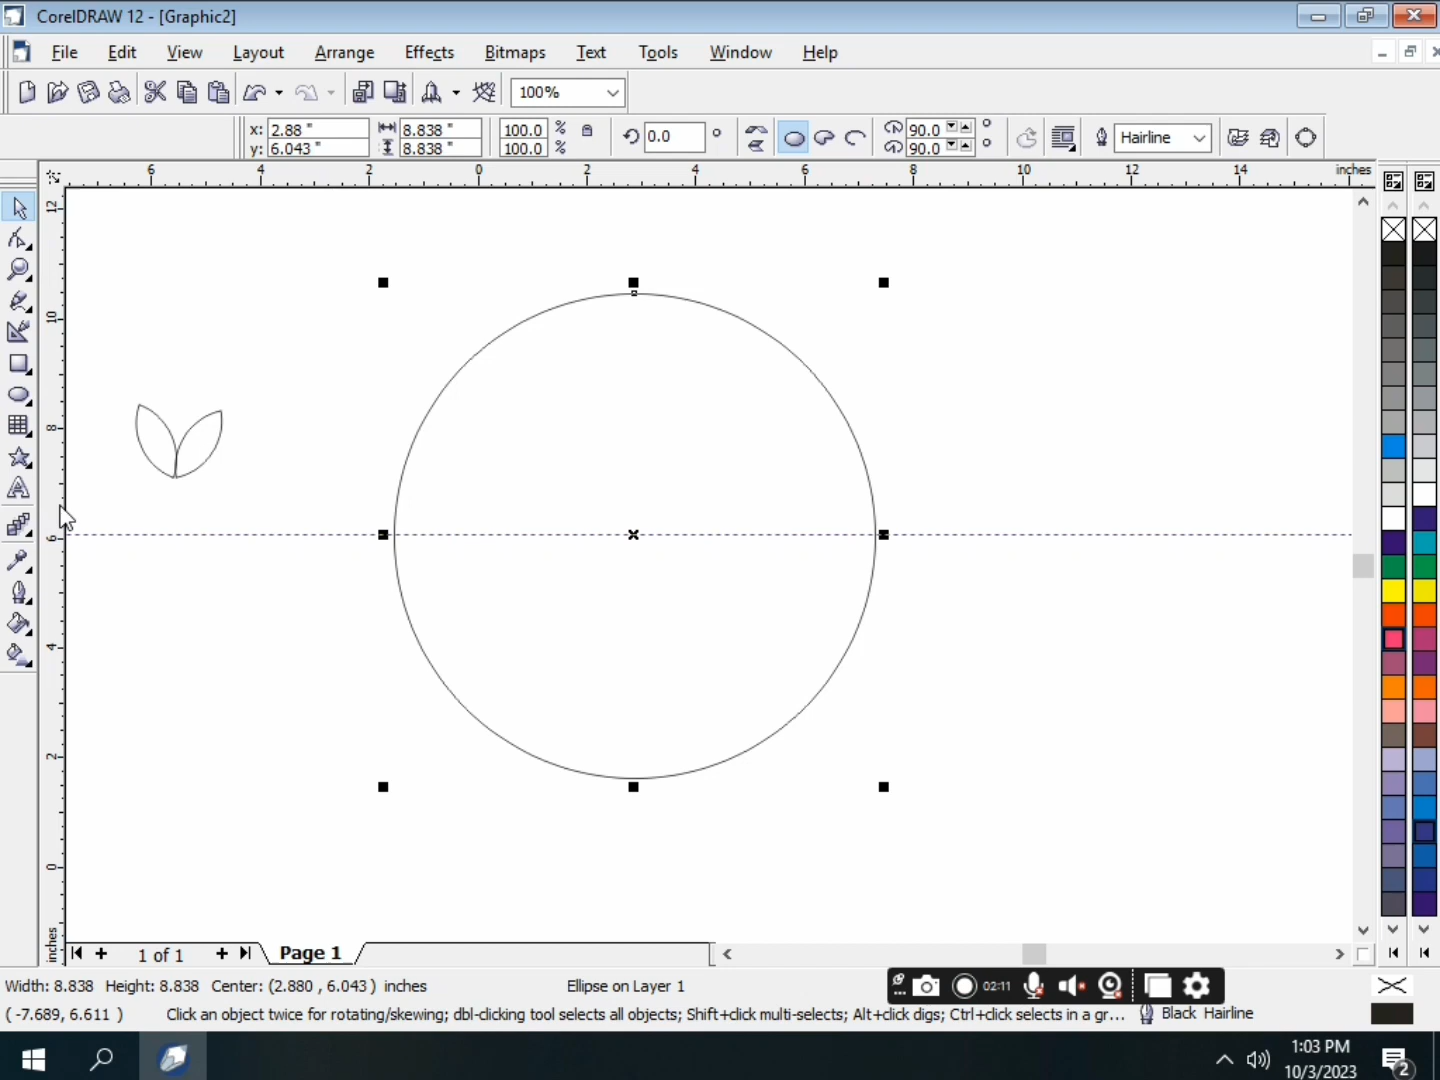 CorelDRAW 12 - [Graphic2]
File Edit View Layout Arrange Effects Bitmaps Text Tools Window Help
100%
x: 2.88 " 8.838 " 100.0 % 0.0 ° 90.0 ° Hairline
y: 6.043 " 8.838 " 100.0 % 90.0 °
6 4 2 0 2 4 6 8 10 12 14 inches
12
10
8
6
4
2
0
inches
1 of 1 Page 1
Width: 8.838 Height: 8.838 Center: (2.880 , 6.043 ) inches Ellipse on Layer 1
02:11
( -7.689, 6.611 ) Click an object twice for rotating/skewing; dbl-clicking tool selects all objects; Shift+click multi-selects; Alt+click digs; Ctrl+click selects in a gr... Black Hairline
1:03 PM
10/3/2023
2